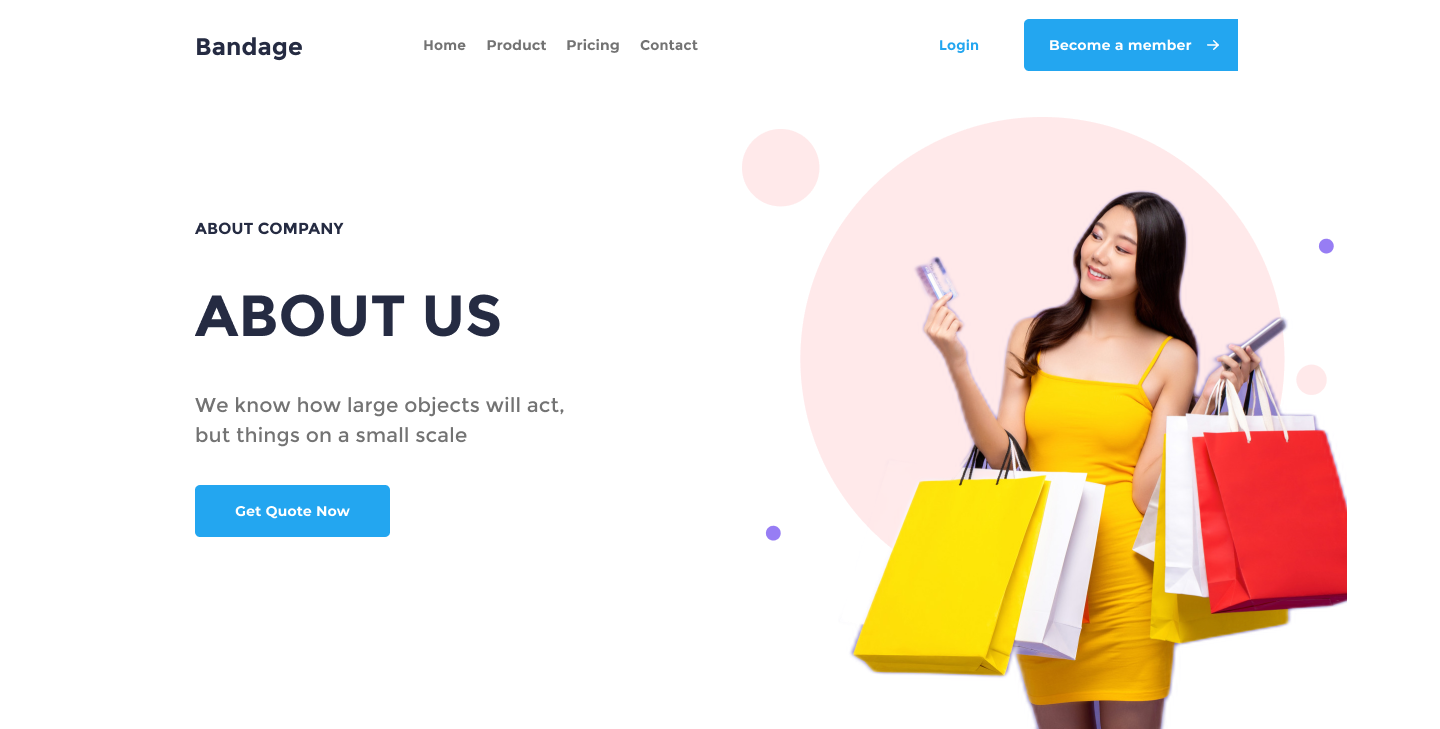 Bandage
Home Product Pricing Contact
Login
Become a member →
ABOUT COMPANY
ABOUT US
We know how large objects will act,
but things on a small scale
Get Quote Now